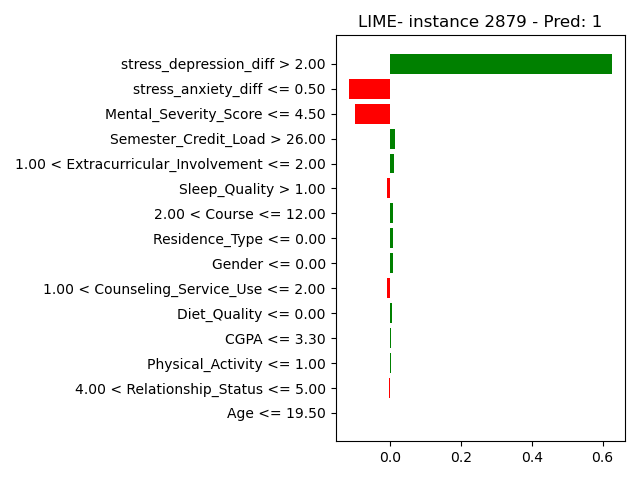 LIME- instance 2879 - Pred: 1
stress_depression_diff > 2.00
stress_anxiety_diff <= 0.50
Mental_Severity_Score <= 4.50
Semester_Credit_Load > 26.00
1.00 < Extracurricular_Involvement <= 2.00
Sleep_Quality > 1.00
2.00 < Course <= 12.00
Residence_Type <= 0.00
Gender <= 0.00
1.00 < Counseling_Service_Use <= 2.00
Diet_Quality <= 0.00
CGPA <= 3.30
Physical_Activity <= 1.00
4.00 < Relationship_Status <= 5.00
Age <= 19.50
0.0 0.2 0.4 0.6